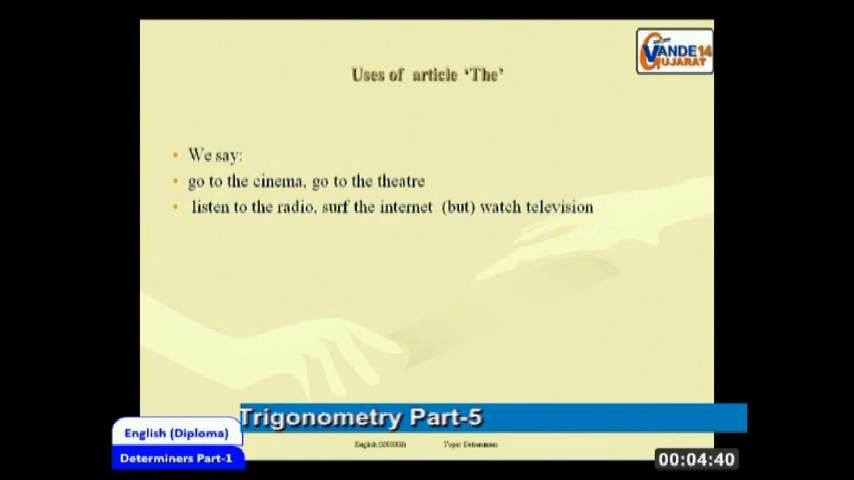 VANDE 14
GUJARAT
Uses of article ‘The’
• We say:
• go to the cinema, go to the theatre
• listen to the radio, surf the internet (but) watch television
Trigonometry Part-5
English (Diploma)
Determiners Part-1
Topic Determiners
00:04:40